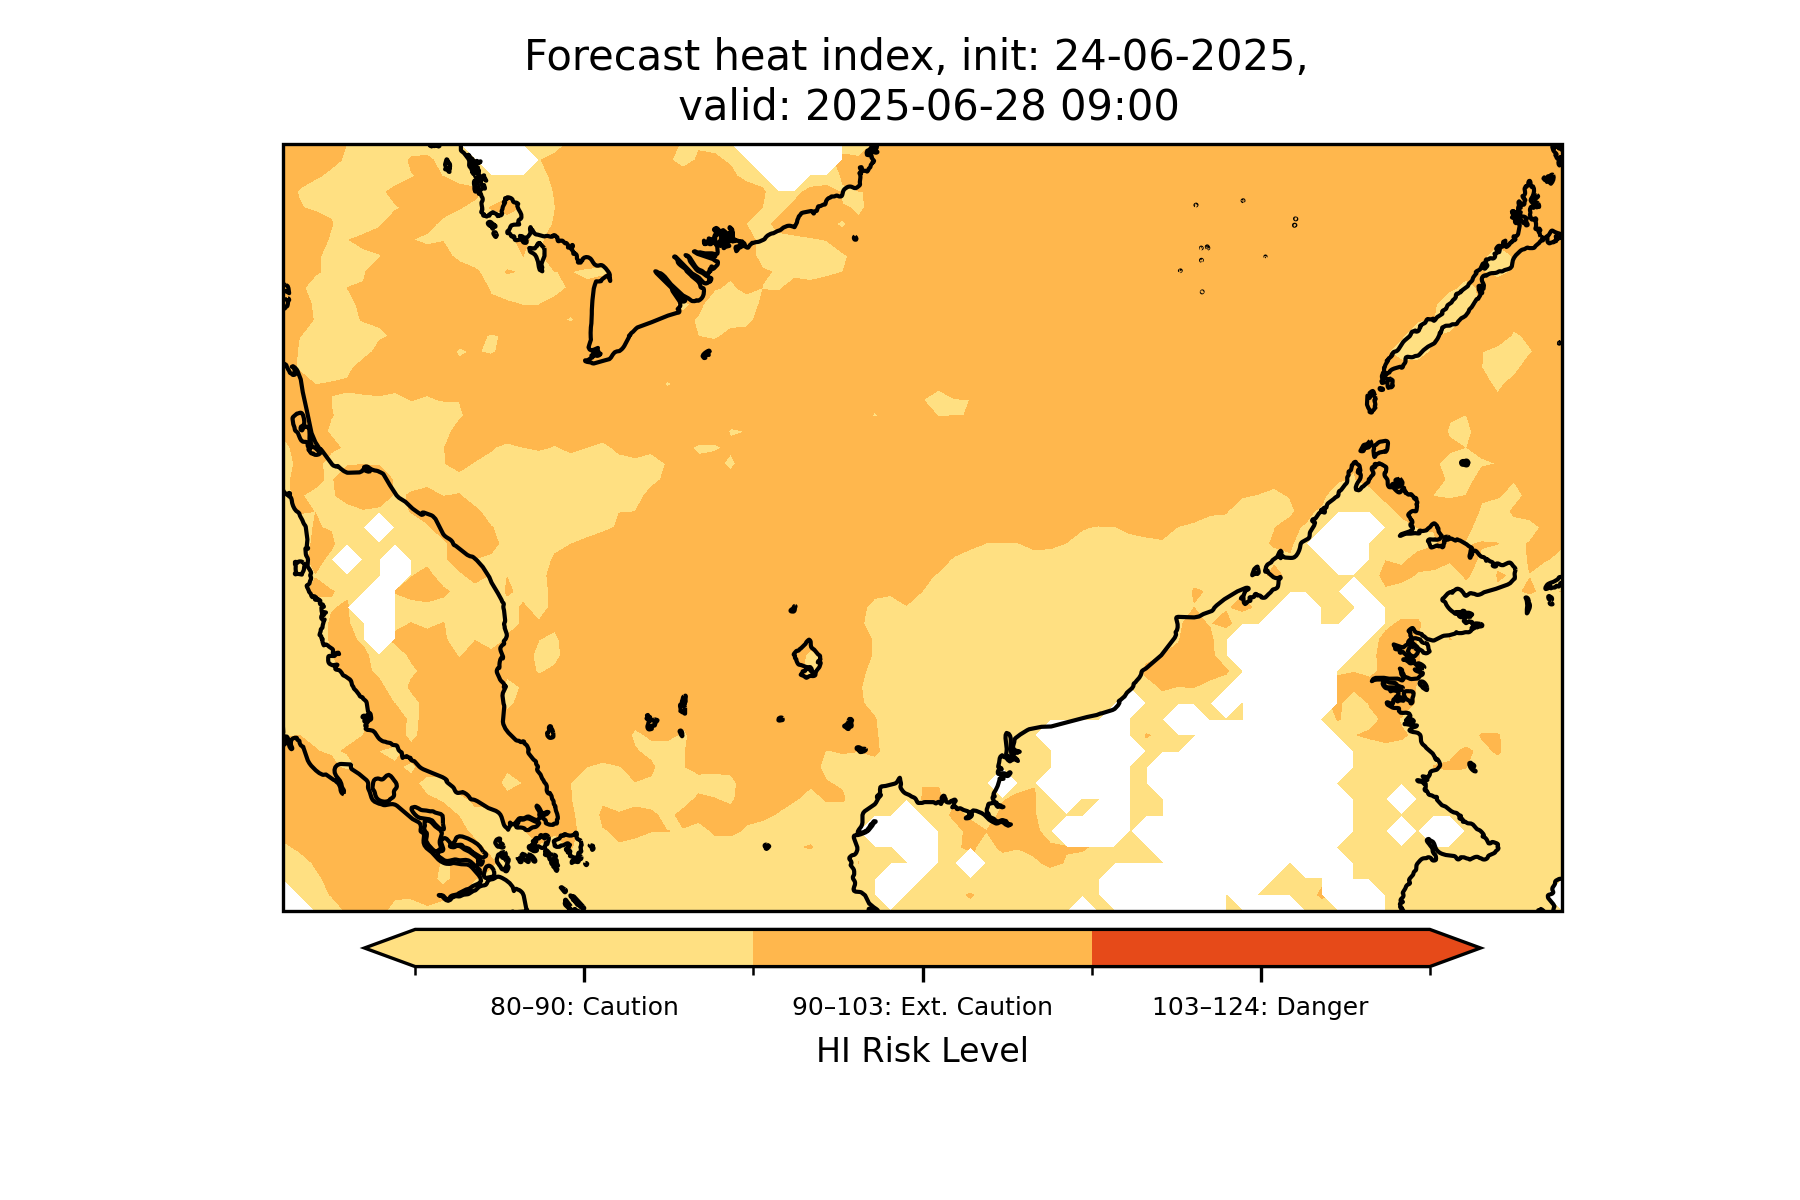 Forecast heat index, init: 24-06-2025,
valid: 2025-06-28 09:00
80–90: Caution
90–103: Ext. Caution
103–124: Danger
HI Risk Level